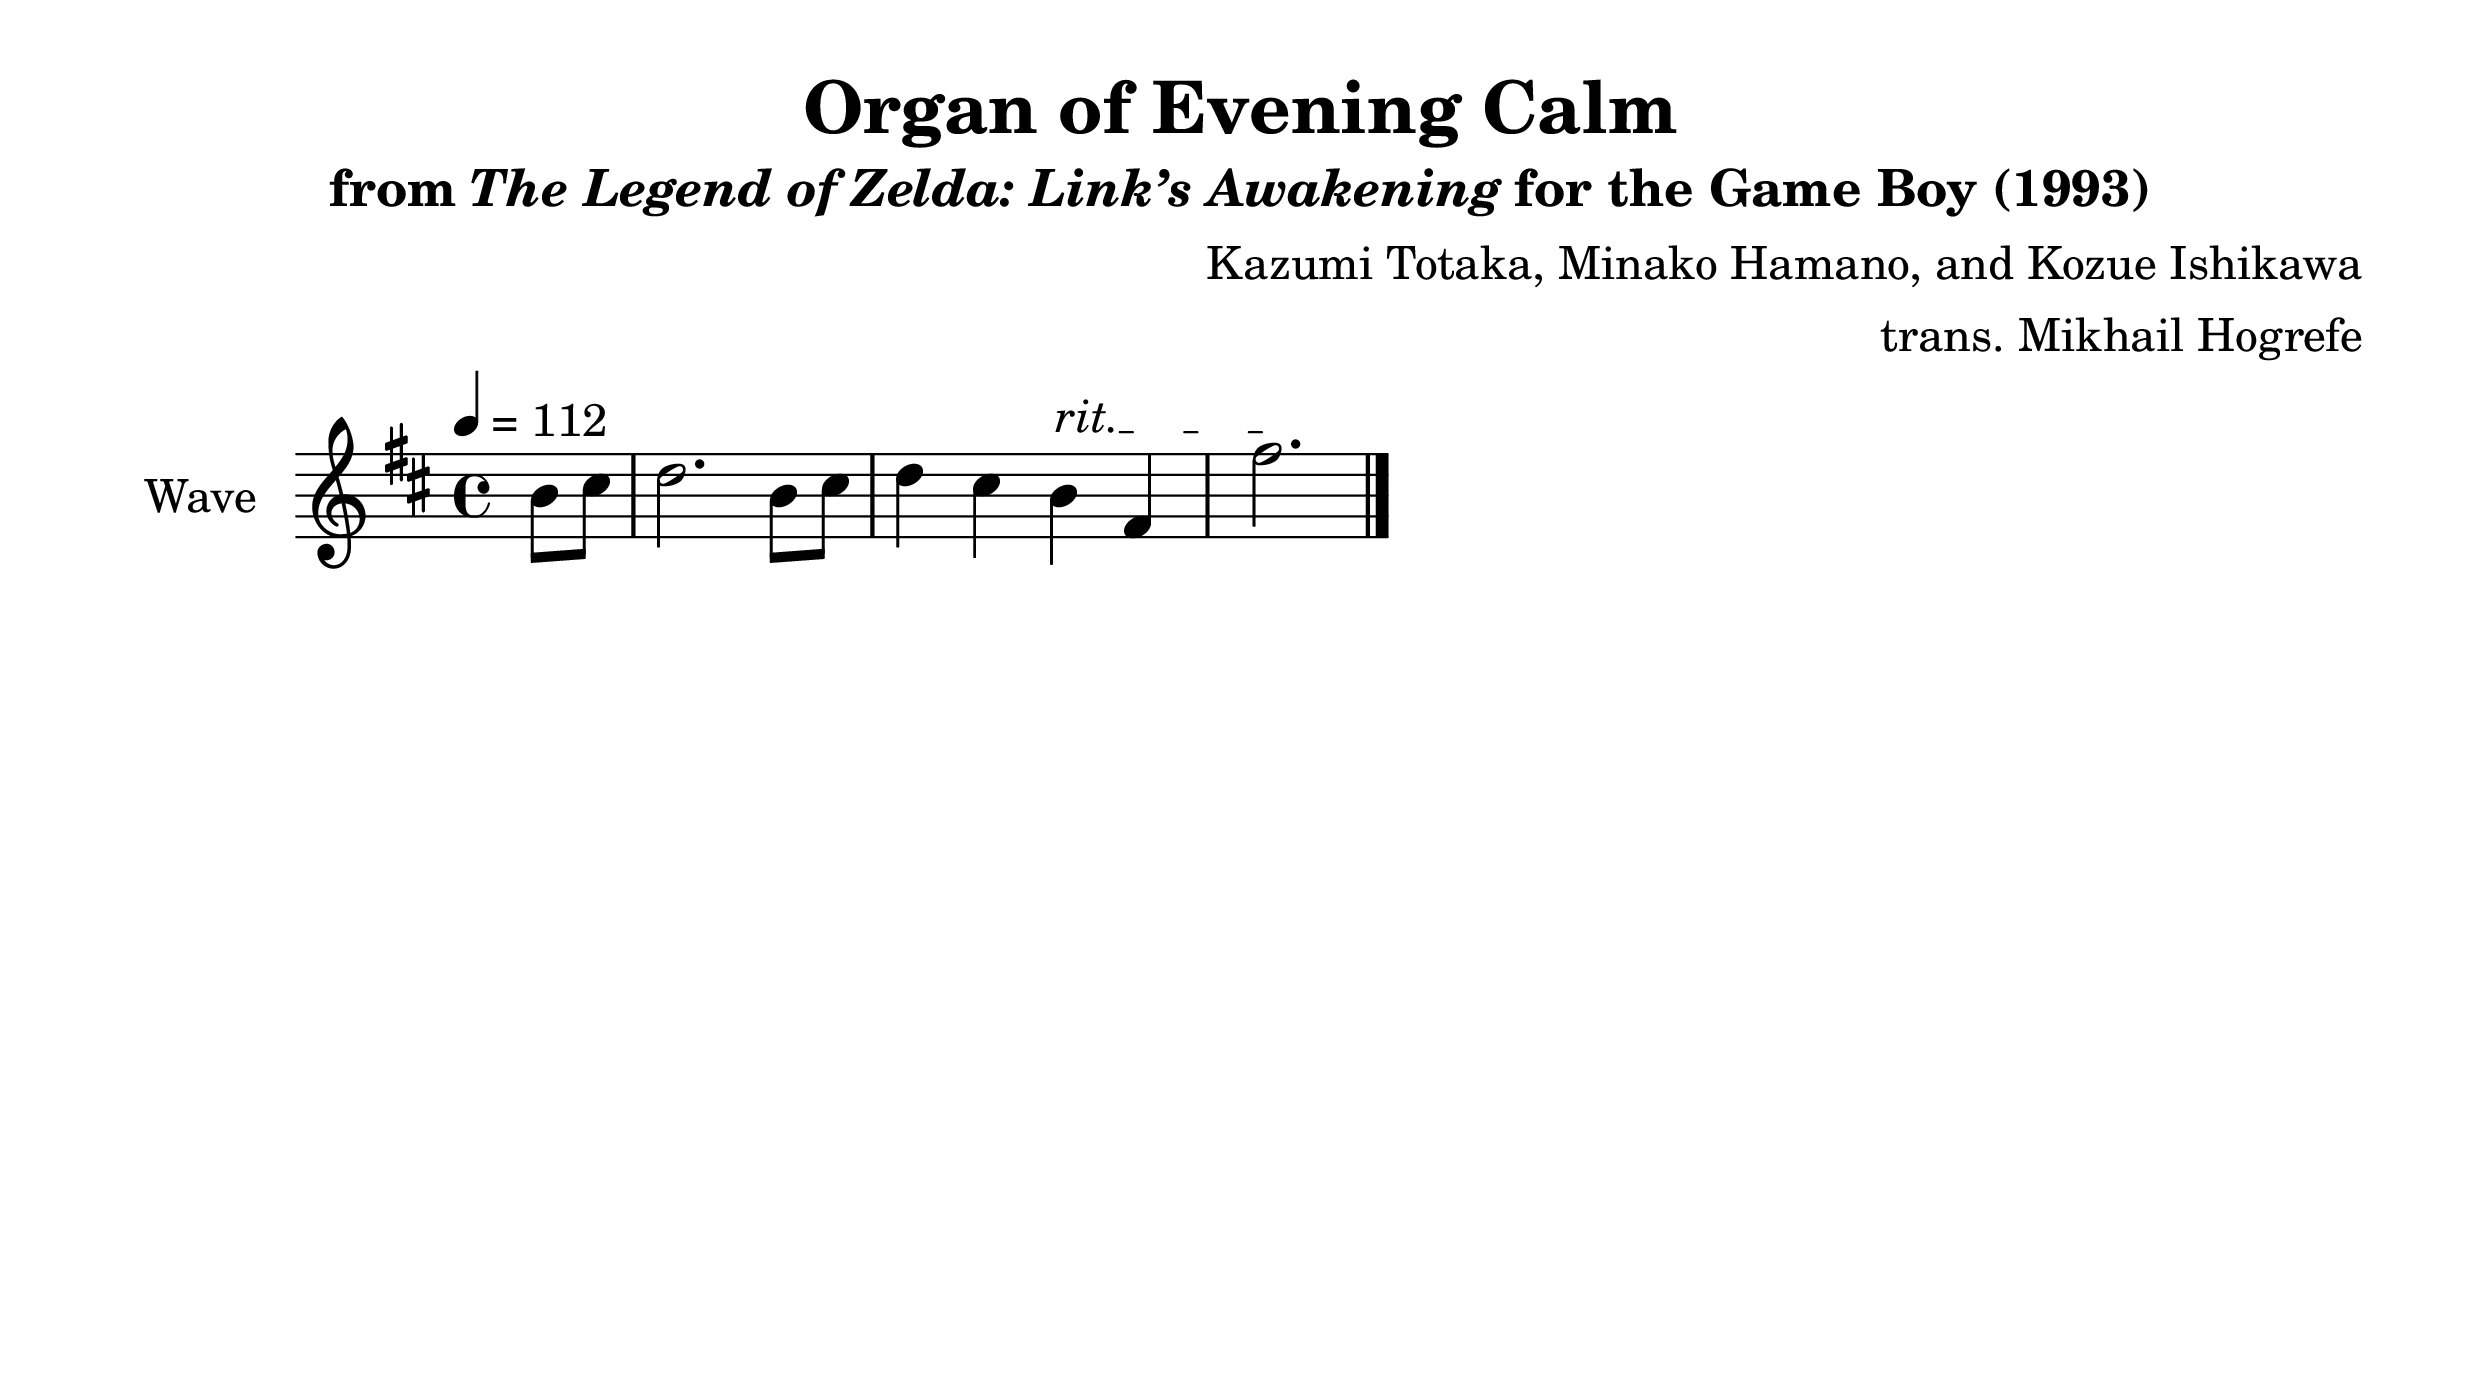 Organ of Evening Calm
from The Legend of Zelda: Link’s Awakening for the Game Boy (1993)
Kazumi Totaka, Minako Hamano, and Kozue Ishikawa
trans. Mikhail Hogrefe
= 112
rit.
Wave